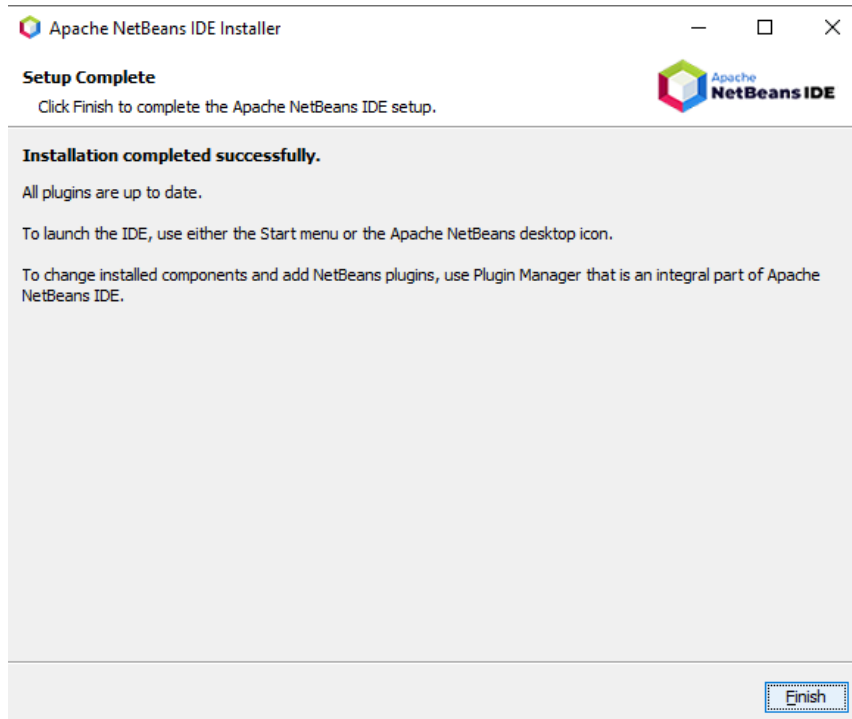 Apache NetBeans IDE Installer
Setup Complete
Click Finish to complete the Apache NetBeans IDE setup.
Apache
NetBeans IDE
Installation completed successfully.
All plugins are up to date.
To launch the IDE, use either the Start menu or the Apache NetBeans desktop icon.
To change installed components and add NetBeans plugins, use Plugin Manager that is an integral part of Apache
NetBeans IDE.
Finish